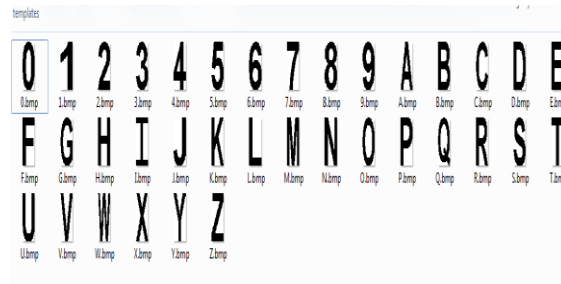 templates
0 1 2 3 4 5 6 7 8 9 A B C D E
0.bmp 1.bmp 2.bmp 3.bmp 4.bmp 5.bmp 6.bmp 7.bmp 8.bmp 9.bmp A.bmp B.bmp C.bmp D.bmp E.bm
F G H I J K L M N O P Q R S T
F.bmp G.bmp H.bmp I.bmp J.bmp K.bmp L.bmp M.bmp N.bmp O.bmp P.bmp Q.bmp R.bmp S.bmp T.bm
U V W X Y Z
U.bmp V.bmp W.bmp X.bmp Y.bmp Z.bmp